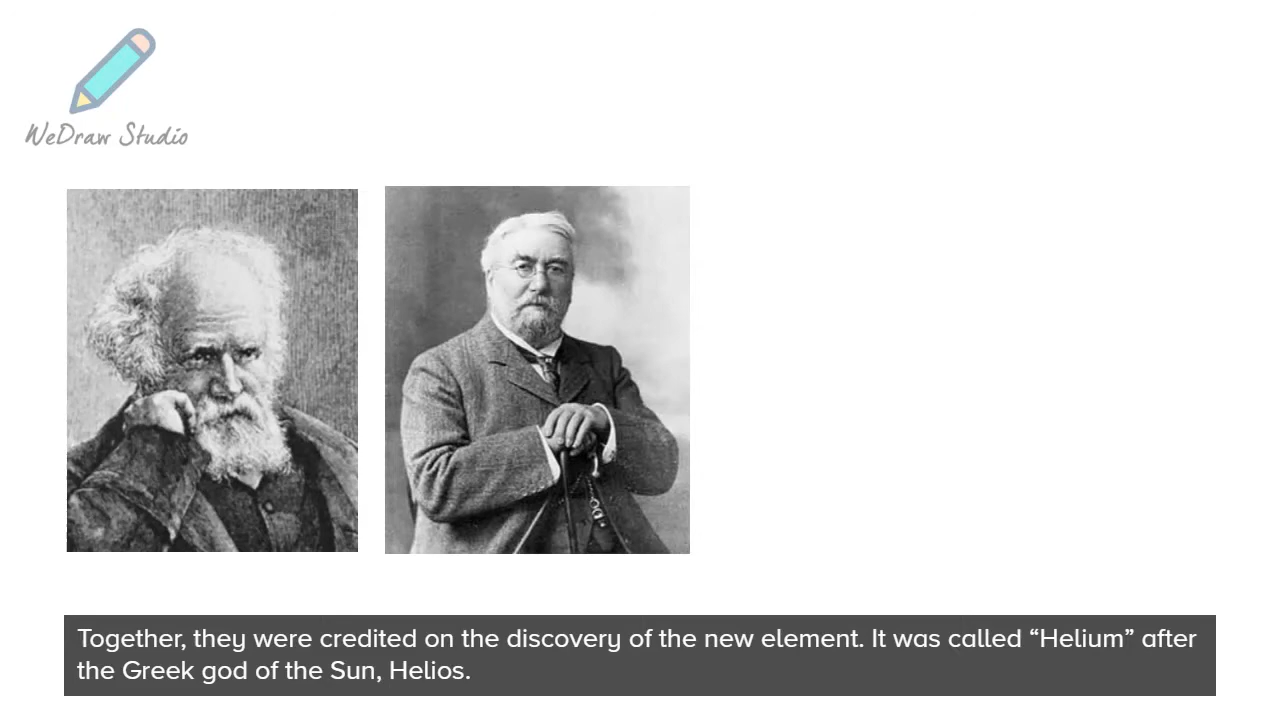 WeDraw Studio
Together, they were credited on the discovery of the new element. It was called “Helium” after
the Greek god of the Sun, Helios.